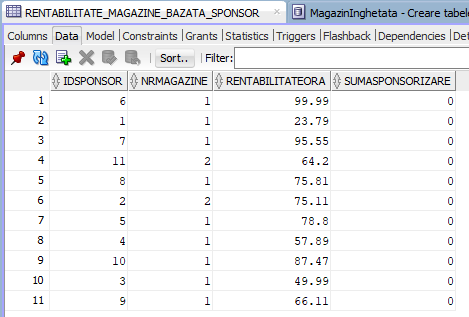 RENTABILITATE_MAGAZINE_BAZATA_SPONSOR MagazinInghetata - Creare tabele
Columns Data Model Constraints Grants Statistics Triggers Flashback Dependencies Det
Sort.. Filter:
IDSPONSOR NRMAGAZINE RENTABILITATEORA SUMASPONSORIZARE
1 6 1 99.99 0
2 1 1 23.79 0
3 7 1 95.55 0
4 11 2 64.2 0
5 8 1 75.81 0
6 2 2 75.11 0
7 5 1 78.8 0
8 4 1 57.89 0
9 10 1 87.47 0
10 3 1 49.99 0
11 9 1 66.11 0